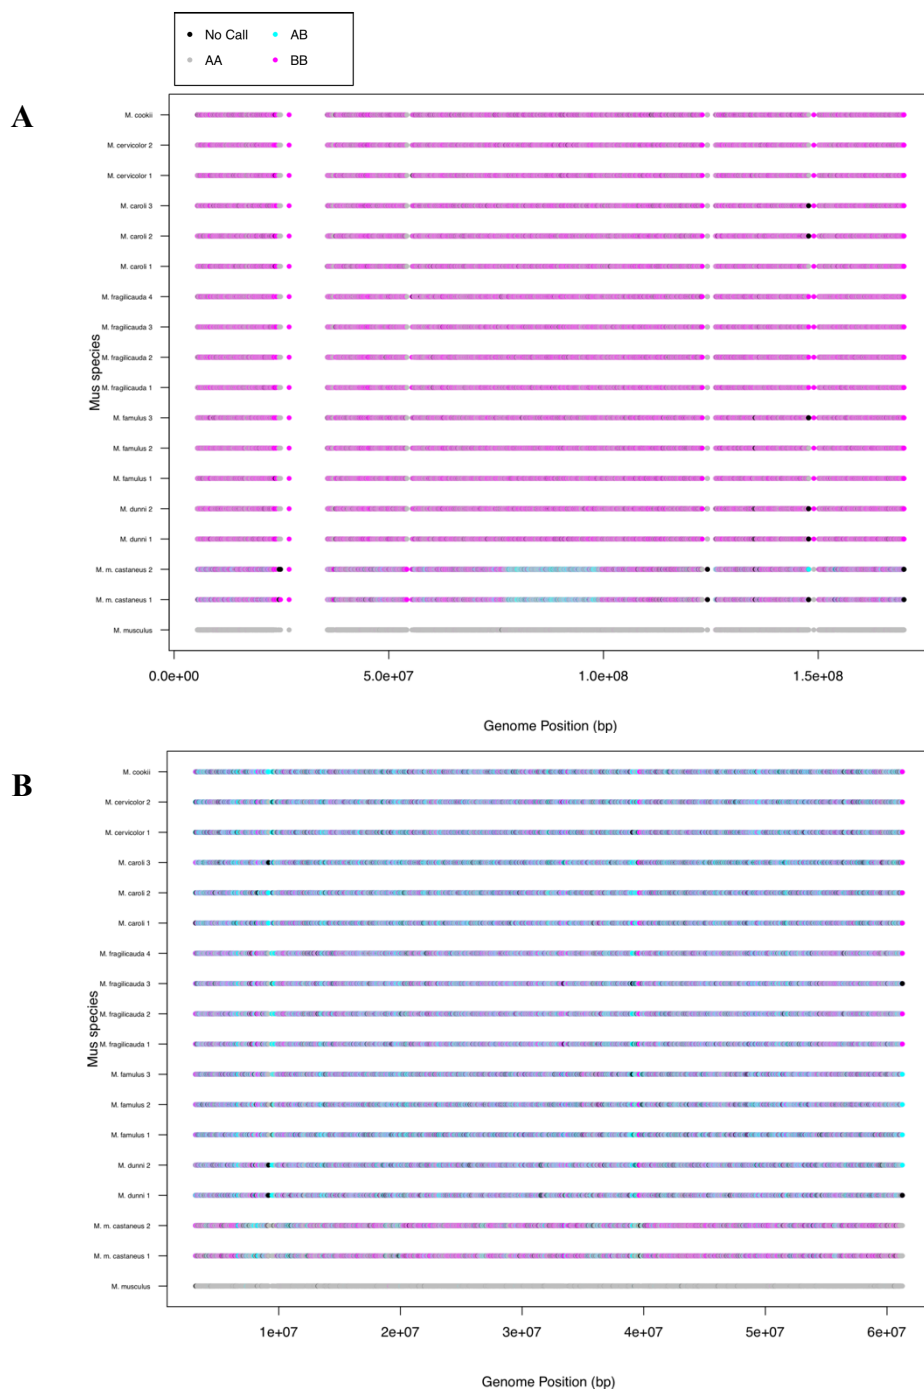 No Call AB
AA BB
A
M. cookii
M. cervicolor 2
M. cervicolor 1
M. caroli 3
M. caroli 2
M. caroli 1
M. fragilicauda 4
M. fragilicauda 3
M. fragilicauda 2
M. fragilicauda 1
M. famulus 3
M. famulus 2
M. famulus 1
M. dunni 2
M. dunni 1
M. m. castaneus 2
M. m. castaneus 1
M. musculus
Mus species
0.0e+00 5.0e+07 1.0e+08 1.5e+08
Genome Position (bp)
B
M. cookii
M. cervicolor 2
M. cervicolor 1
M. caroli 3
M. caroli 2
M. caroli 1
M. fragilicauda 4
M. fragilicauda 3
M. fragilicauda 2
M. fragilicauda 1
M. famulus 3
M. famulus 2
M. famulus 1
M. dunni 2
M. dunni 1
M. m. castaneus 2
M. m. castaneus 1
M. musculus
Mus species
1e+07 2e+07 3e+07 4e+07 5e+07 6e+07
Genome Position (bp)